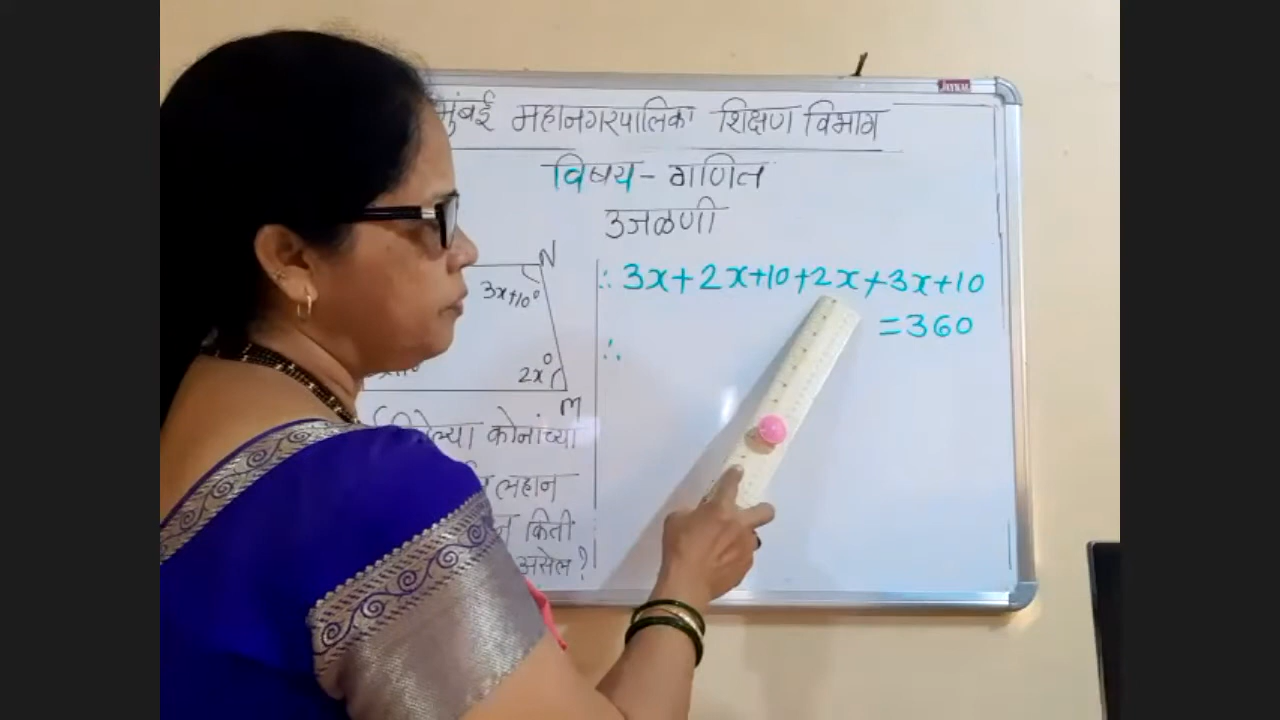 मुंबई महानगरपालिका शिक्षण विभाग
विषय - गणित
उजळणी
N
3x+10°
2x°
M
कोनांच्या
लहान
किती
असेल?
∴ 3x+2x+10+2x+3x+10
=360
∴